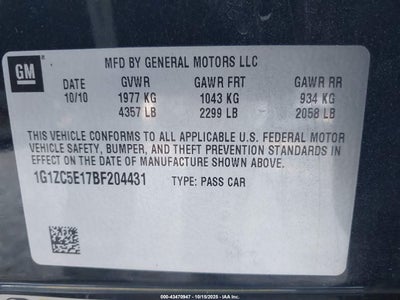 GM
MFD BY GENERAL MOTORS LLC
DATE GVWR GAWR FRT GAWR RR
10/10 1977 KG 1043 KG 934 KG
4357 LB 2299 LB 2058 LB
THIS VEHICLE CONFORMS TO ALL APPLICABLE U.S. FEDERAL MOTOR
VEHICLE SAFETY, BUMPER, AND THEFT PREVENTION STANDARDS
IN EFFECT ON THE DATE OF MANUFACTURE SHOWN ABOVE.
1G1ZC5E17BF204431 TYPE: PASS CAR
000-43470947 - 10/15/2025 - IAA Inc.